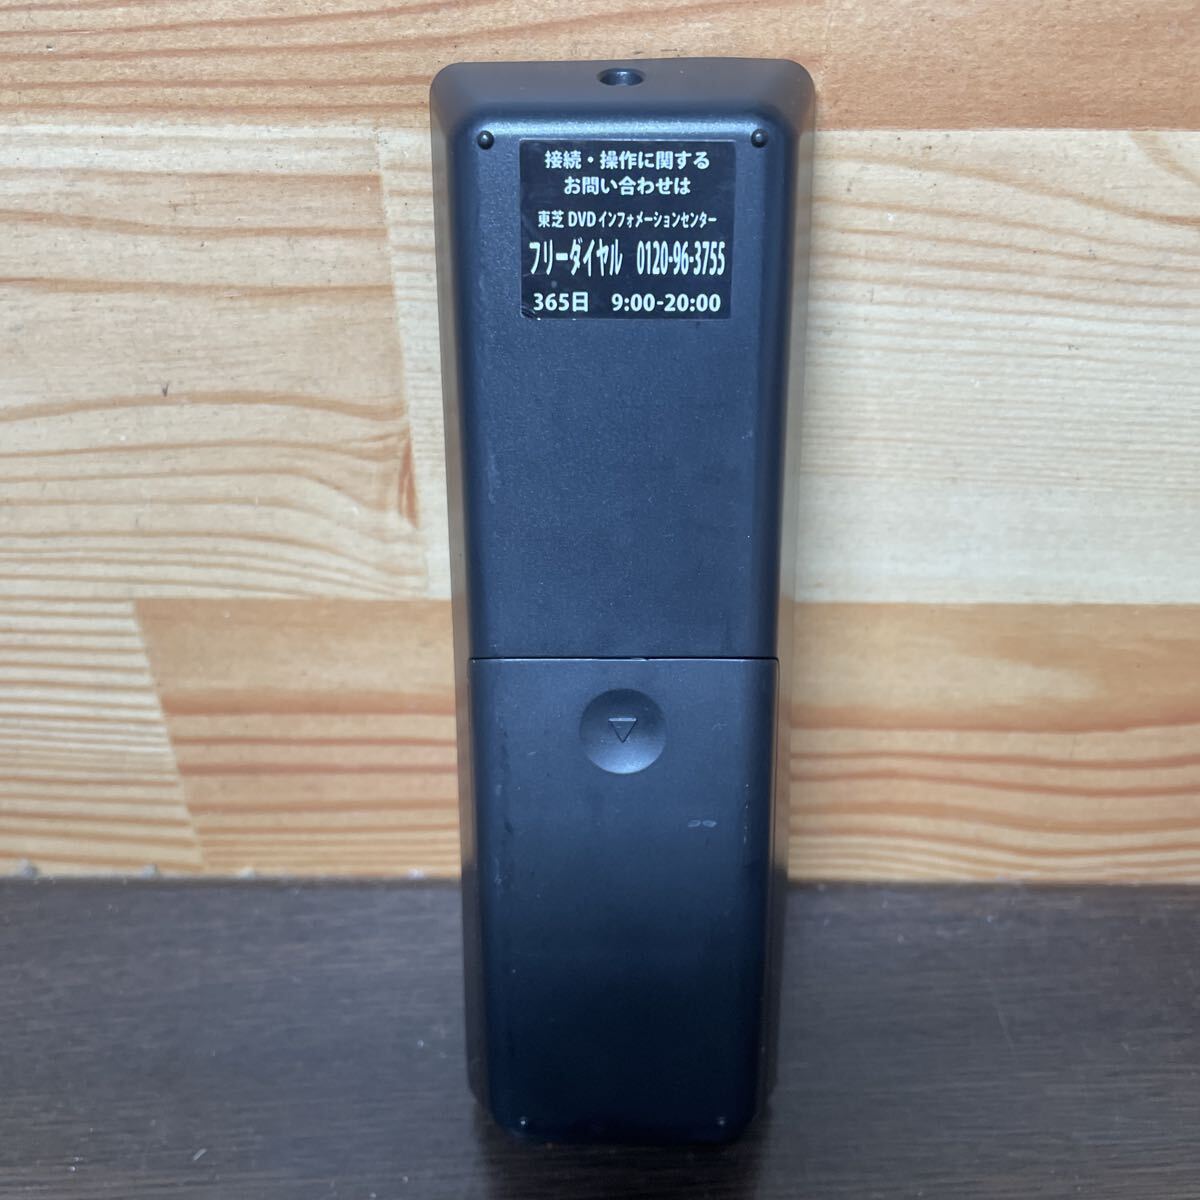 接続・操作に関する
お問い合わせは
東芝 DVD インフォメーションセンター
フリーダイヤル 0120-96-3755
365日 9:00-20:00